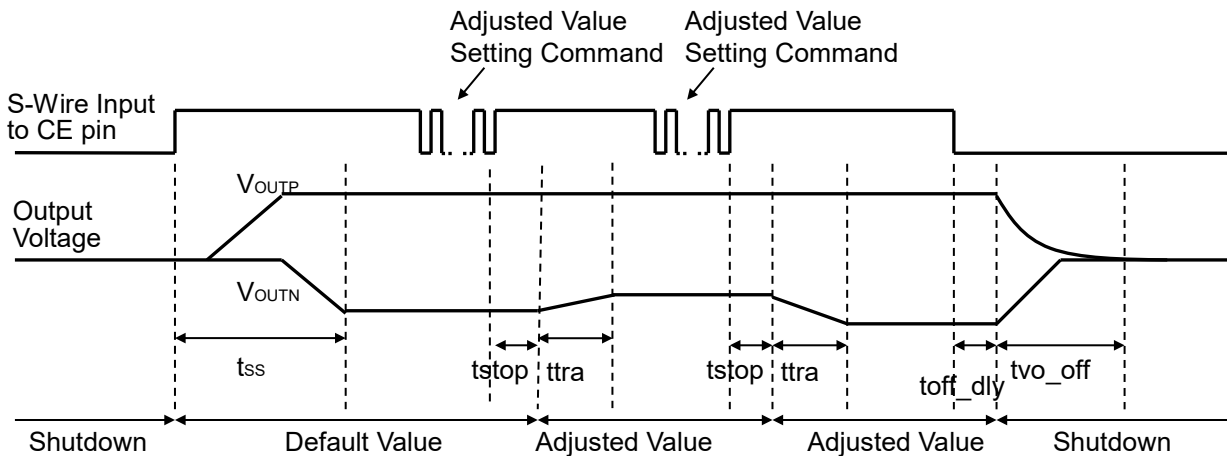 Adjusted Value
Setting Command
Adjusted Value
Setting Command
S-Wire Input
to CE pin
VOUTP
Output
Voltage
VOUTN
tss
tstop
ttra
tstop
ttra
toff_dly
tvo_off
Shutdown
Default Value
Adjusted Value
Adjusted Value
Shutdown